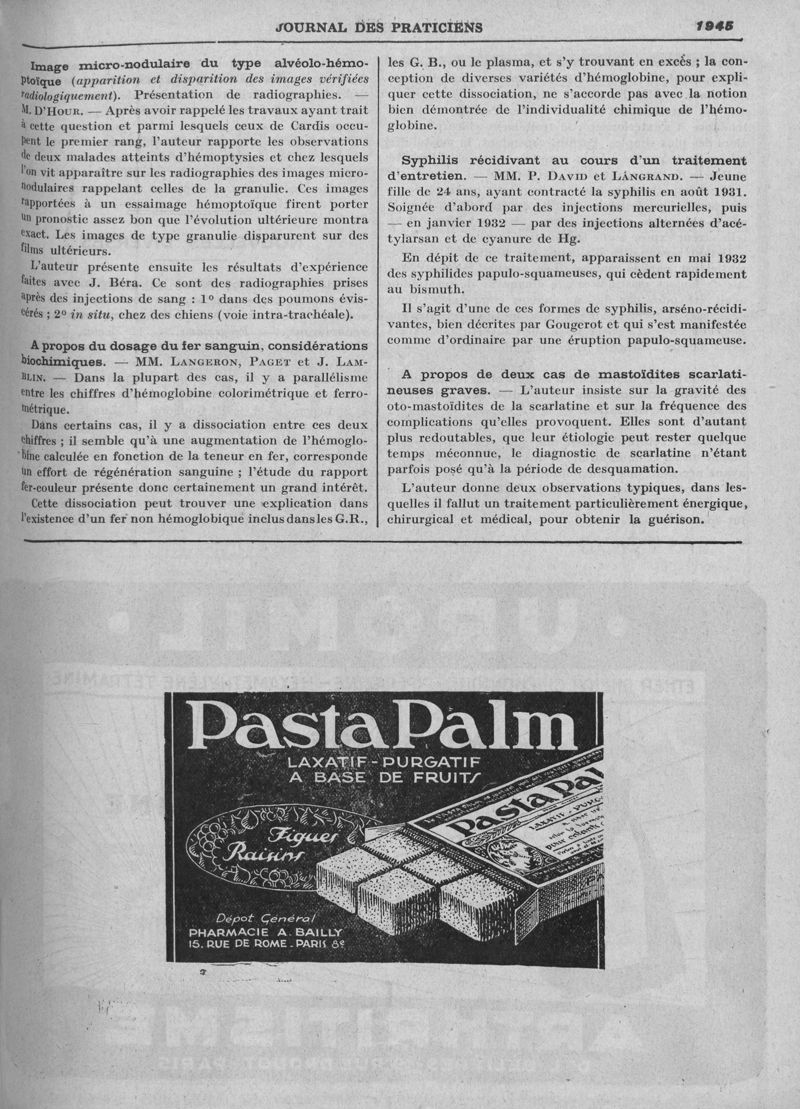 JOURNAL DES PRATICIENS 1945
Image micro-nodulaire du type alvéolo-hémo-
ptoïque (apparition et disparition des images vérifiées
radiologiquement). Présentation de radiographies. —
M. D'HOUR. — Après avoir rappelé les travaux ayant trait
à cette question et parmi lesquels ceux de Cardis occu-
pent le premier rang, l'auteur rapporte les observations
de deux malades atteints d'hémoptysies et chez lesquels
l'on vit apparaître sur les radiographies des images micro-
nodulaires rappelant celles de la granulie. Ces images
rapportées à un essaimage hémoptoïque firent porter
un pronostic assez bon que l'évolution ultérieure montra
exact. Les images de type granulie disparurent sur des
films ultérieurs.
L'auteur présente ensuite les résultats d'expérience
faites avec J. Béra. Ce sont des radiographies prises
après des injections de sang : 1º dans des poumons évis-
cérés ; 2º in situ, chez des chiens (voie intra-trachéale).
A propos du dosage du fer sanguin, considérations
biochimiques. — MM. LANGERON, PAGET et J. LAM-
BLIN. — Dans la plupart des cas, il y a parallélisme
entre les chiffres d'hémoglobine colorimétrique et ferro-
métrique.
Dans certains cas, il y a dissociation entre ces deux
chiffres ; il semble qu'à une augmentation de l'hémoglo-
bine calculée en fonction de la teneur en fer, corresponde
un effort de régénération sanguine ; l'étude du rapport
fer-couleur présente donc certainement un grand intérêt.
Cette dissociation peut trouver une explication dans
l'existence d'un fer non hémoglobique inclus dans les G.R.,
les G. B., ou le plasma, et s'y trouvant en excès ; la con-
ception de diverses variétés d'hémoglobine, pour expli-
quer cette dissociation, ne s'accorde pas avec la notion
bien démontrée de l'individualité chimique de l'hémo-
globine.
Syphilis récidivant au cours d'un traitement
d'entretien. — MM. P. DAVID et LANGRAND. — Jeune
fille de 24 ans, ayant contracté la syphilis en août 1931.
Soignée d'abord par des injections mercurielles, puis
— en janvier 1932 — par des injections alternées d'acé-
tylarsan et de cyanure de Hg.
En dépit de ce traitement, apparaissent en mai 1932
des syphilides papulo-squameuses, qui cèdent rapidement
au bismuth.
Il s'agit d'une de ces formes de syphilis, arséno-récidi-
vantes, bien décrites par Gougerot et qui s'est manifestée
comme d'ordinaire par une éruption papulo-squameuse.
A propos de deux cas de mastoïdites scarlati-
neuses graves. — L'auteur insiste sur la gravité des
oto-mastoïdites de la scarlatine et sur la fréquence des
complications qu'elles provoquent. Elles sont d'autant
plus redoutables, que leur étiologie peut rester quelque
temps méconnue, le diagnostic de scarlatine n'étant
parfois posé qu'à la période de desquamation.
L'auteur donne deux observations typiques, dans les-
quelles il fallut un traitement particulièrement énergique,
chirurgical et médical, pour obtenir la guérison.
PastaPalm
LAXATIF - PURGATIF
A BASE DE FRUITS
Figues
Raisins
PastaPal
LAXATIF - PURG
Dépôt Général
PHARMACIE A. BAILLY
15. RUE DE ROME. PARIS 8e